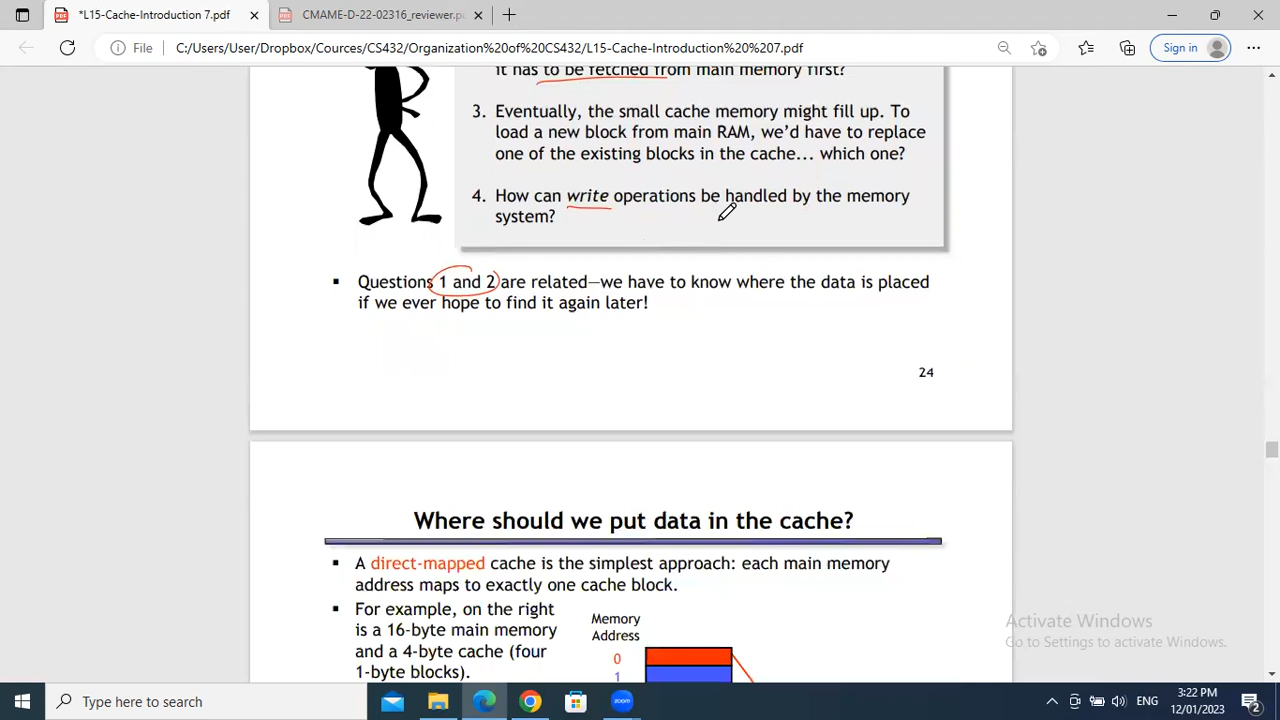 *L15-Cache-Introduction 7.pdf
CMAME-D-22-02316_reviewer.p
File
C:/Users/User/Dropbox/Cources/CS432/Organization%20of%20CS432/L15-Cache-Introduction%20%207.pdf
Sign in
it has to be fetched from main memory first?
3. Eventually, the small cache memory might fill up. To
load a new block from main RAM, we'd have to replace
one of the existing blocks in the cache... which one?
4. How can write operations be handled by the memory
system?
▪ Questions 1 and 2 are related—we have to know where the data is placed
if we ever hope to find it again later!
24
Where should we put data in the cache?
▪ A direct-mapped cache is the simplest approach: each main memory
address maps to exactly one cache block.
▪ For example, on the right
is a 16-byte main memory
and a 4-byte cache (four
1-byte blocks).
Memory
Address
0
1
Activate Windows
Go to Settings to activate Windows.
Type here to search
zoom
ENG
3:22 PM
12/01/2023
2